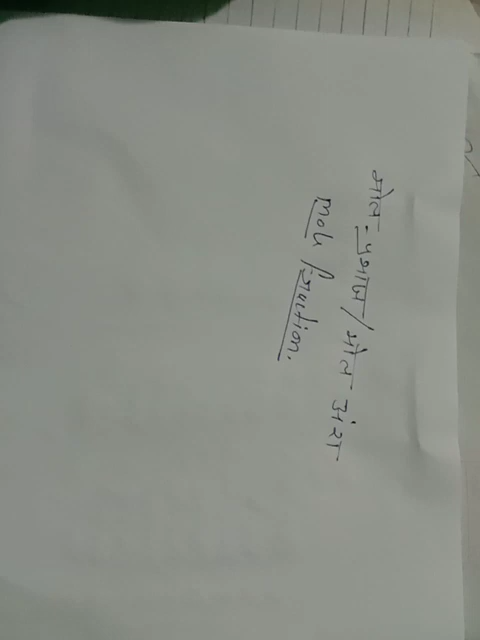 मोल - प्रभाज / मोल अंश
mole fraction.